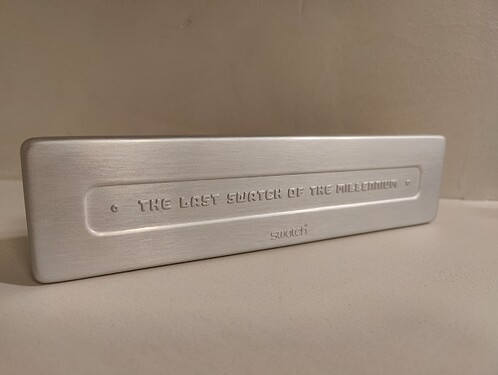 THE LAST SWATCH OF THE MILLENNIUM
swatch